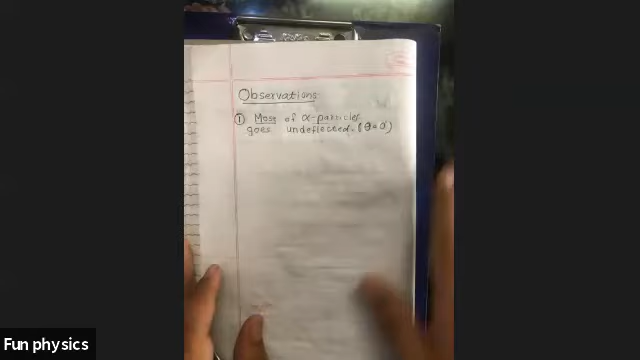 Observations:
① Most of α-particles
goes undeflected. (θ=0)
Fun physics